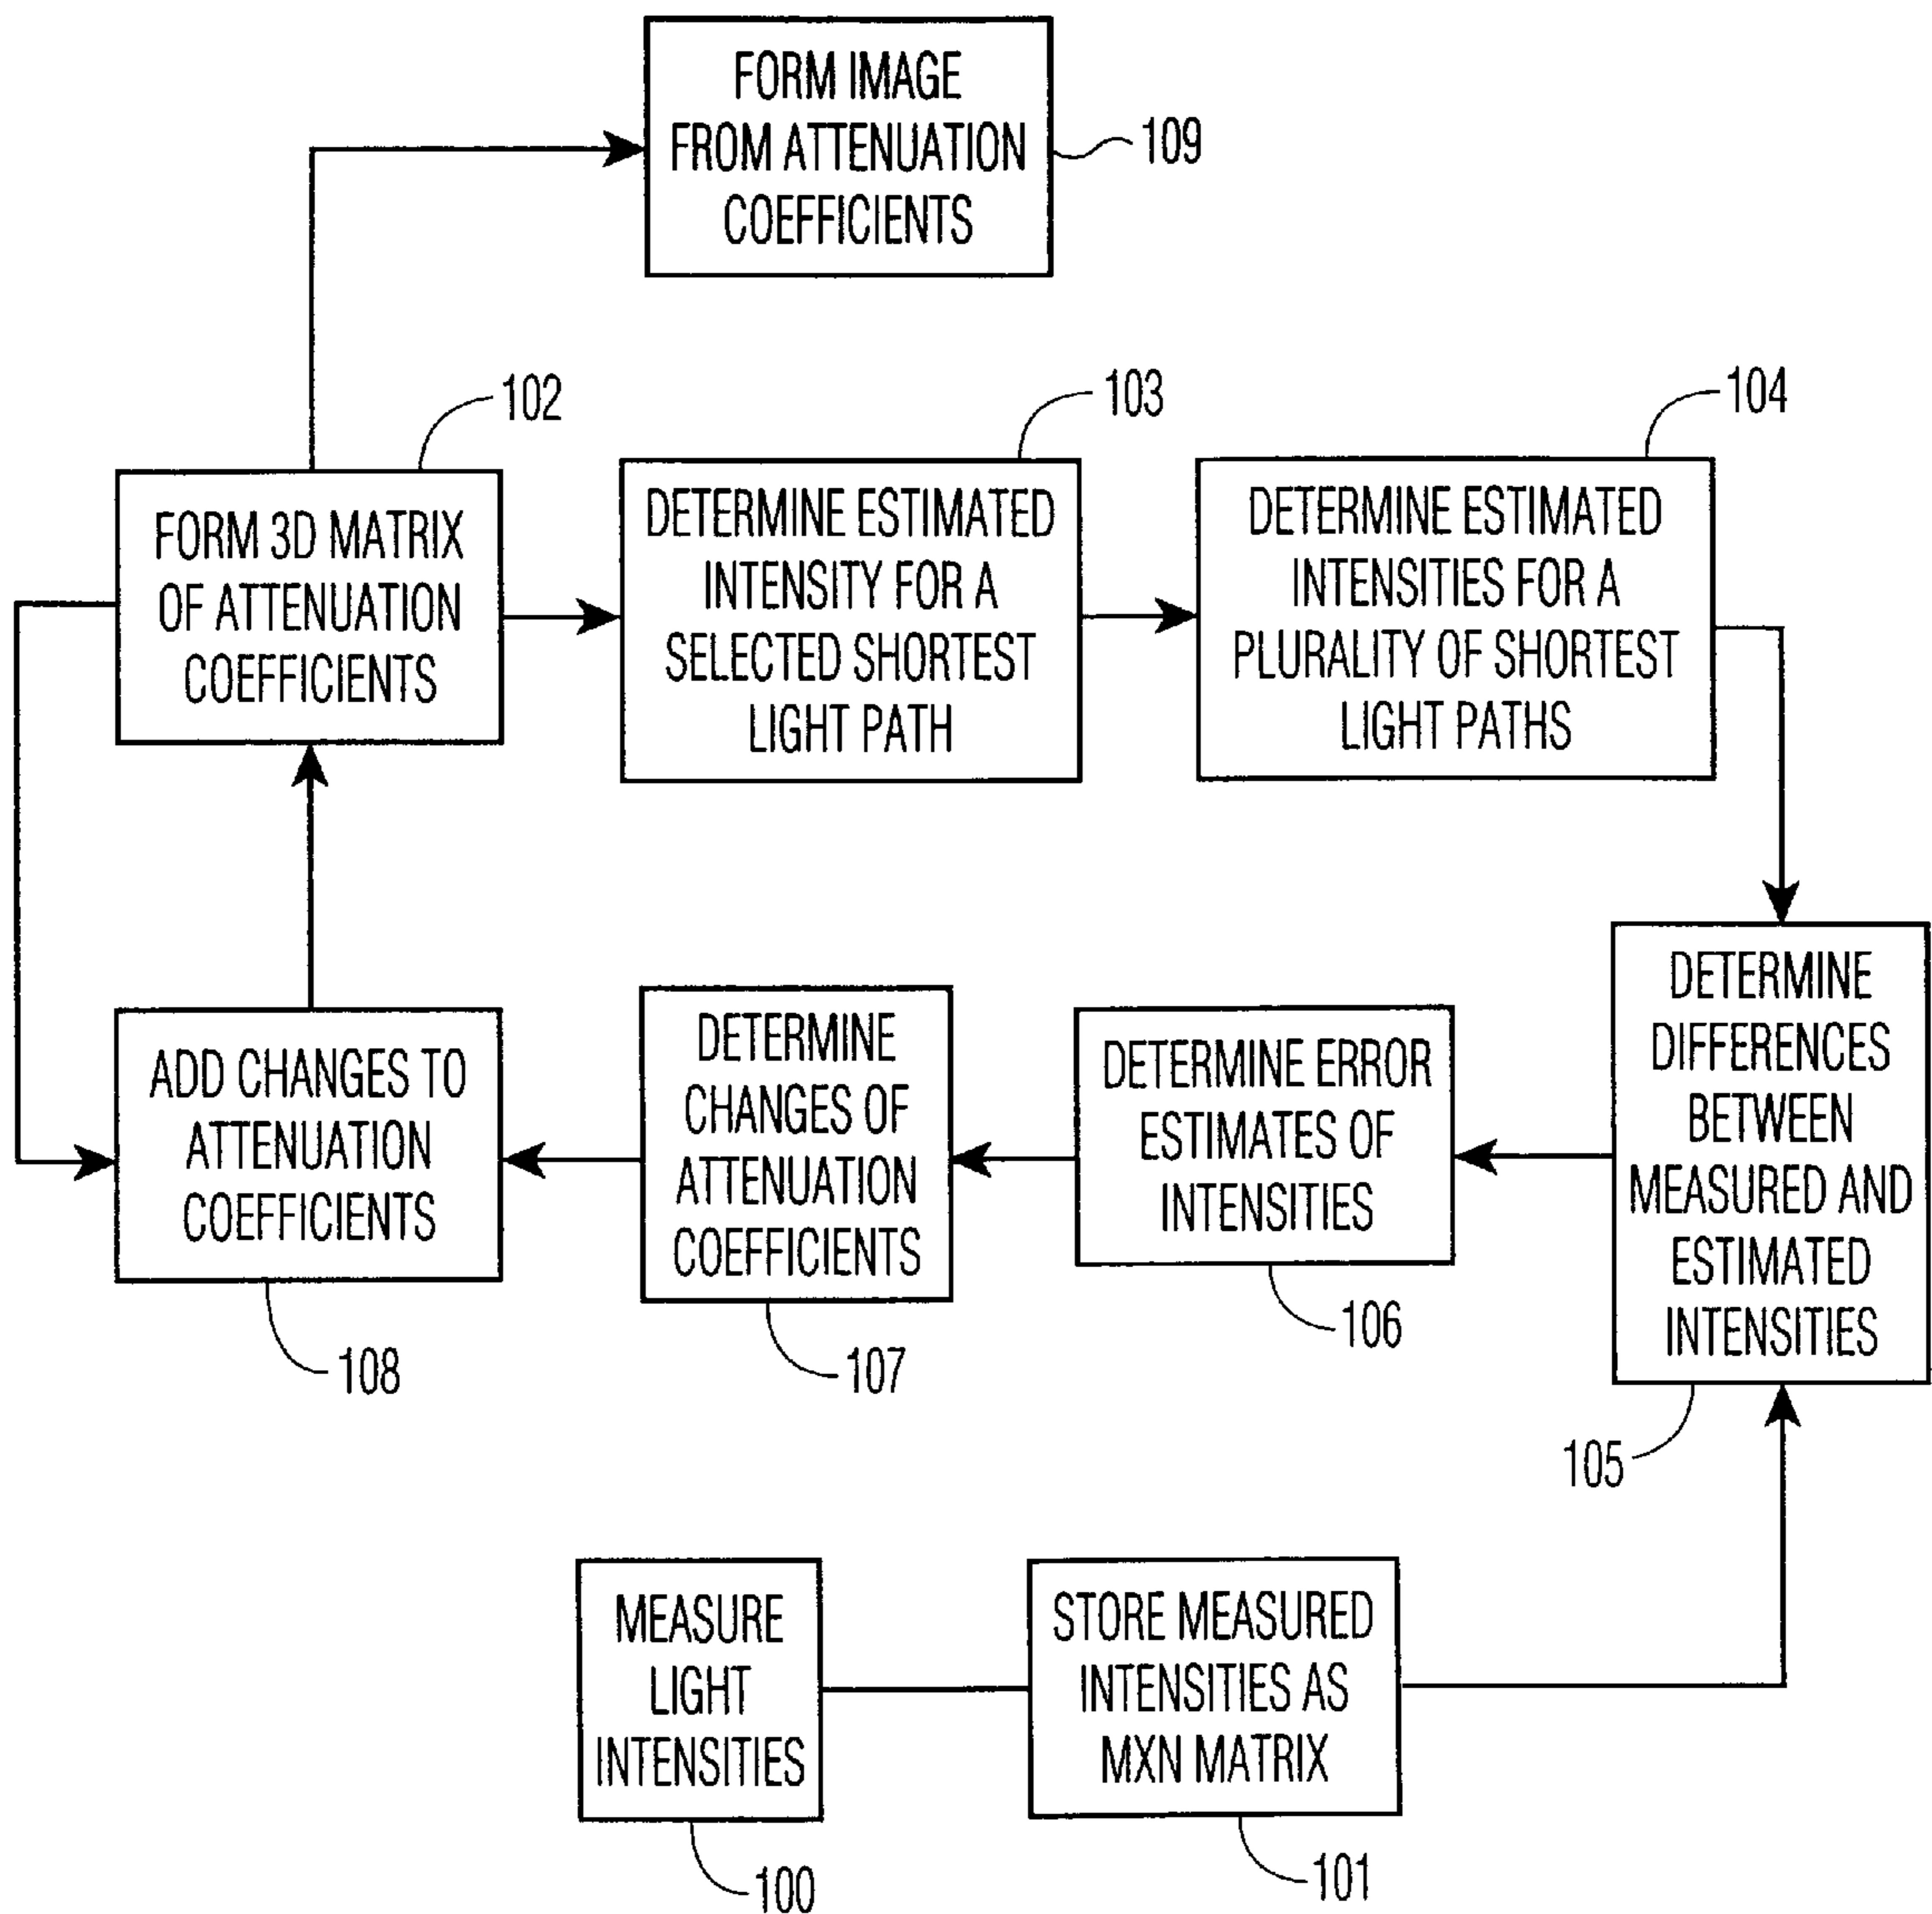 FORM IMAGE
FROM ATTENUATION
COEFFICIENTS
109
102
103
104
FORM 3D MATRIX
OF ATTENUATION
COEFFICIENTS
DETERMINE ESTIMATED
INTENSITY FOR A
SELECTED SHORTEST
LIGHT PATH
DETERMINE ESTIMATED
INTENSITIES FOR A
PLURALITY OF SHORTEST
LIGHT PATHS
ADD CHANGES TO
ATTENUATION
COEFFICIENTS
108
DETERMINE
CHANGES OF
ATTENUATION
COEFFICIENTS
107
DETERMINE ERROR
ESTIMATES OF
INTENSITIES
106
DETERMINE
DIFFERENCES
BETWEEN
MEASURED AND
ESTIMATED
INTENSITIES
105
MEASURE
LIGHT
INTENSITIES
100
STORE MEASURED
INTENSITIES AS
MXN MATRIX
101